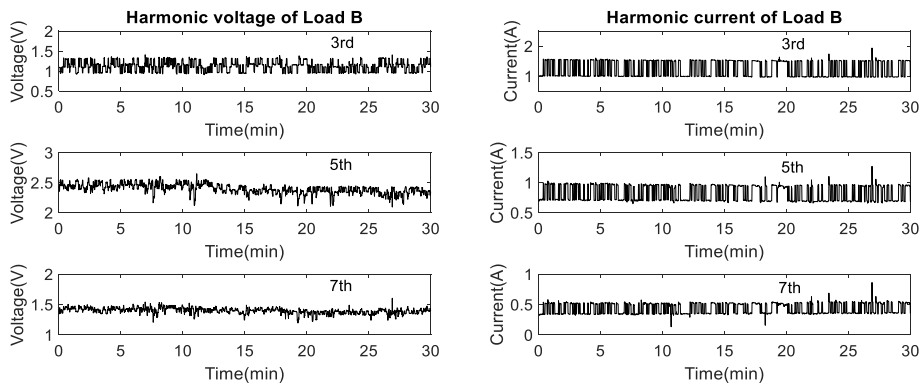 Harmonic voltage of Load B
Voltage(V)
2
1.5
1
0.5
3rd
0 5 10 15 20 25 30
Time(min)
Voltage(V)
3
2.5
2
5th
0 5 10 15 20 25 30
Time(min)
Voltage(V)
2
1.5
1
7th
0 5 10 15 20 25 30
Time(min)
Harmonic current of Load B
Current(A)
2
1
3rd
0 5 10 15 20 25 30
Time(min)
Current(A)
1.5
1
0.5
5th
0 5 10 15 20 25 30
Time(min)
Current(A)
1
0.5
0
7th
0 5 10 15 20 25 30
Time(min)